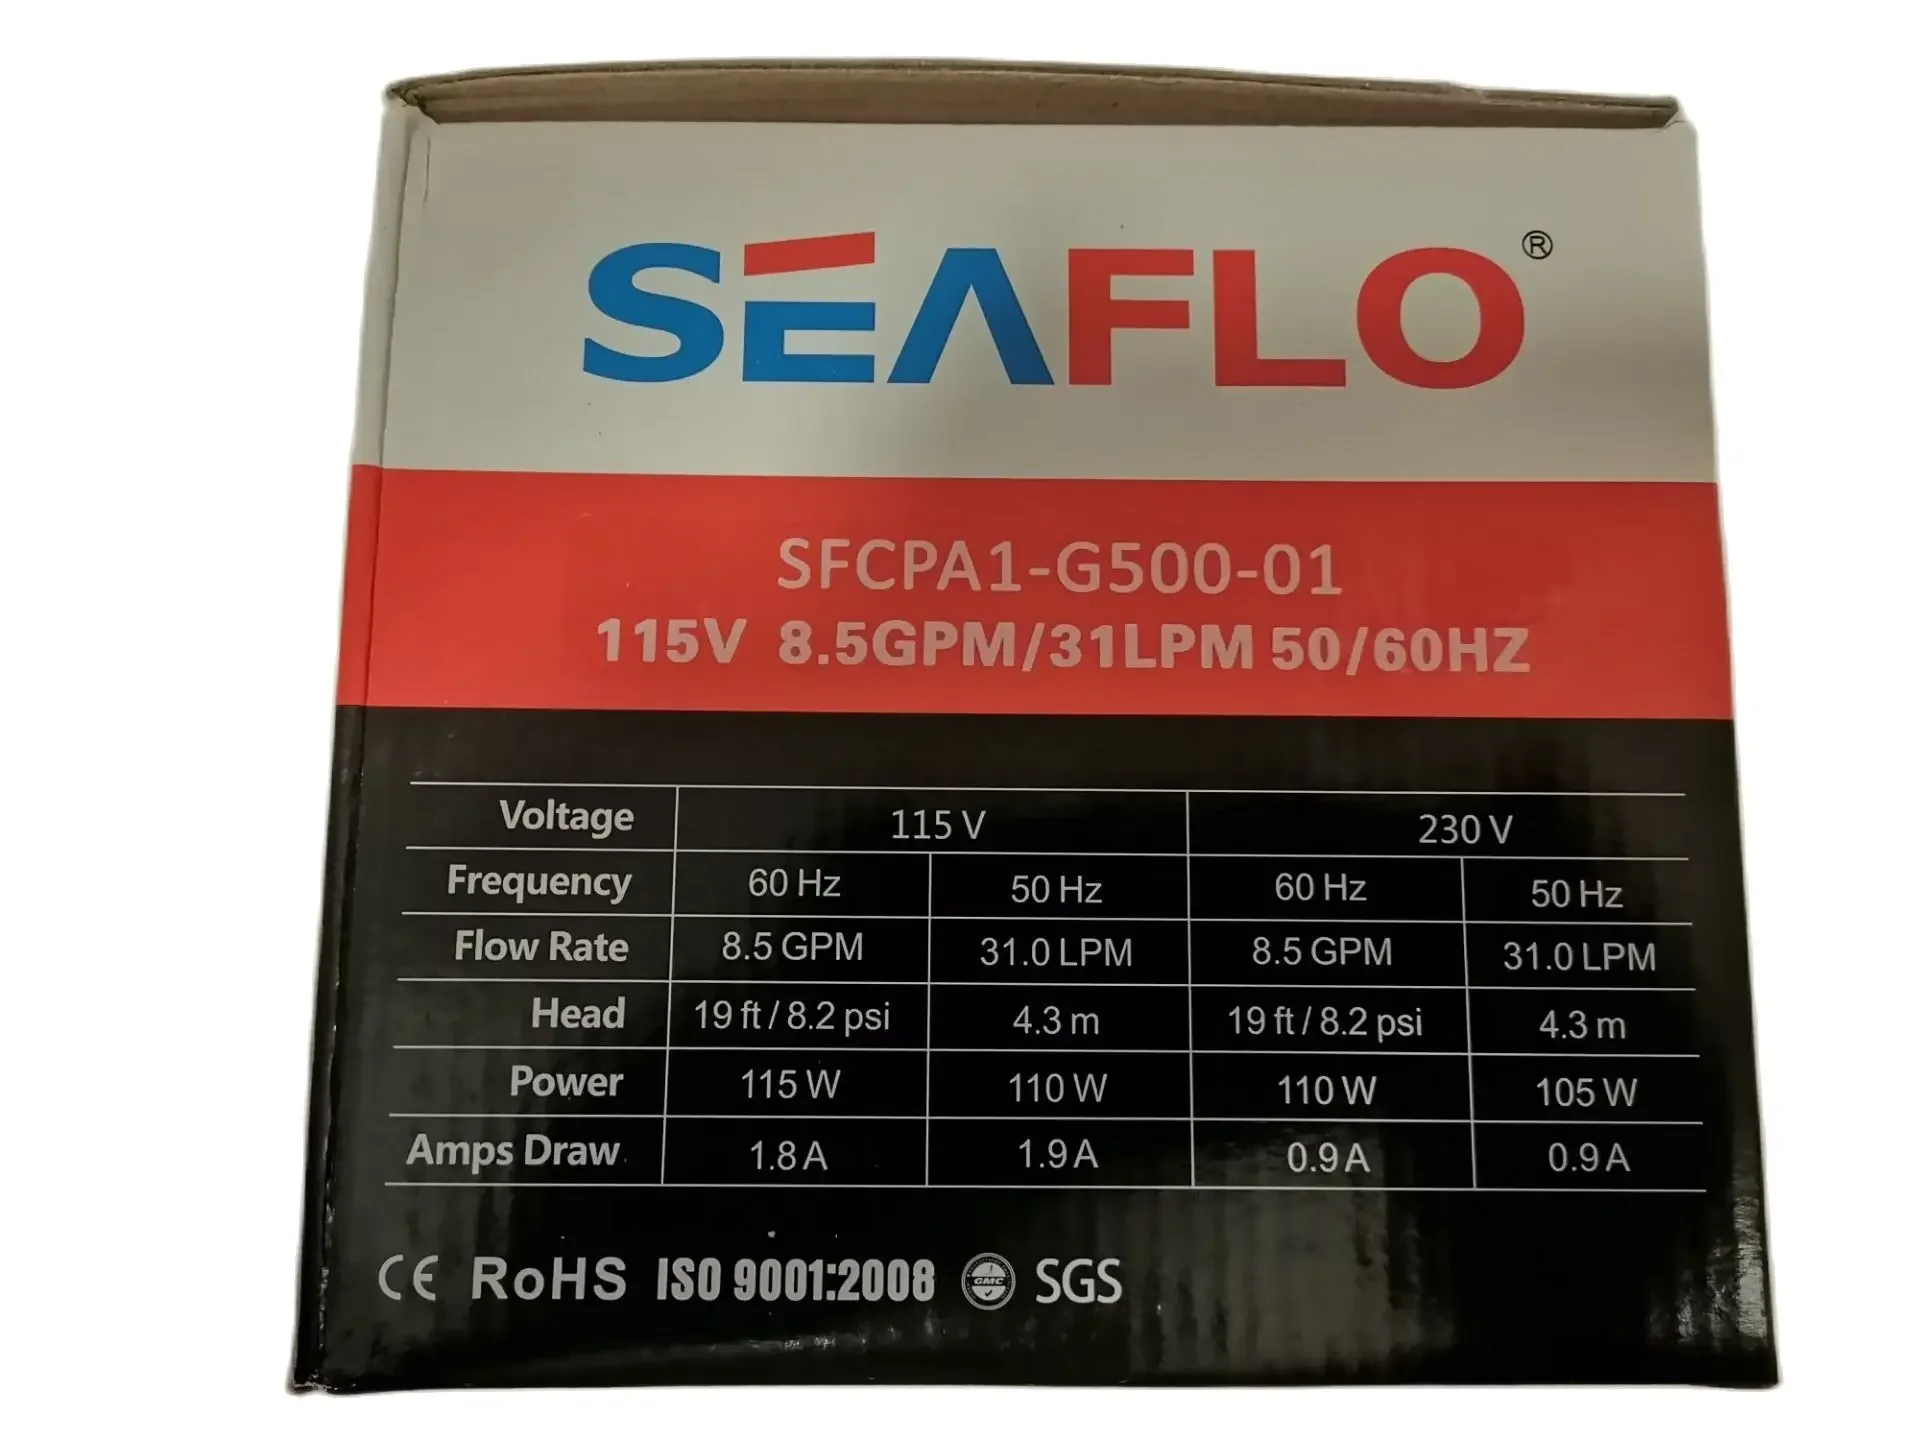 SEAFLO®
SFCPA1-G500-01
115V 8.5GPM/31LPM 50/60HZ
Voltage 115 V 230 V
Frequency 60 Hz 50 Hz 60 Hz 50 Hz
Flow Rate 8.5 GPM 31.0 LPM 8.5 GPM 31.0 LPM
Head 19 ft / 8.2 psi 4.3 m 19 ft / 8.2 psi 4.3 m
Power 115 W 110 W 110 W 105 W
Amps Draw 1.8 A 1.9 A 0.9 A 0.9 A
CE RoHS ISO 9001:2008 GMC SGS